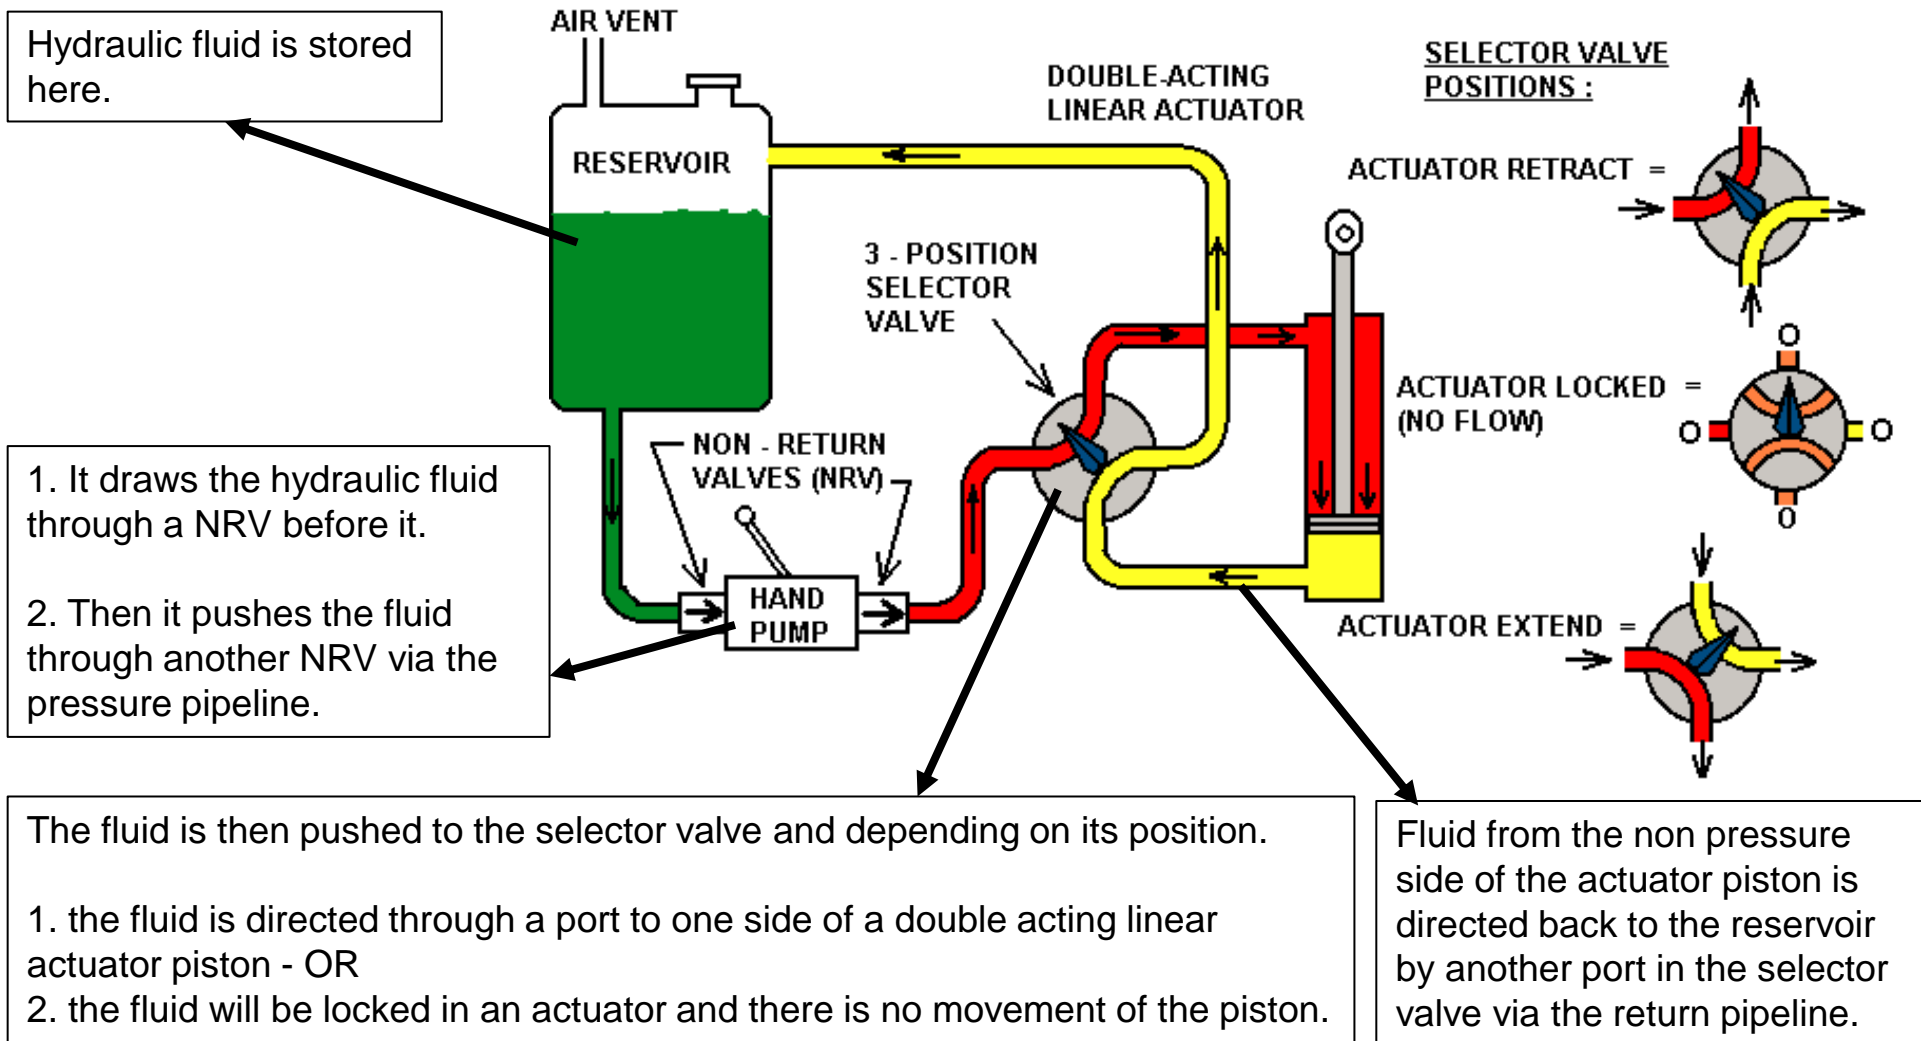 Hydraulic fluid is stored
here.
AIR VENT
RESERVOIR
DOUBLE-ACTING
LINEAR ACTUATOR
SELECTOR VALVE
POSITIONS :
ACTUATOR RETRACT =
3 - POSITION
SELECTOR
VALVE
O
ACTUATOR LOCKED =
(NO FLOW)
O
O
O
NON - RETURN
VALVES (NRV)
HAND
PUMP
ACTUATOR EXTEND =
1. It draws the hydraulic fluid
through a NRV before it.
2. Then it pushes the fluid
through another NRV via the
pressure pipeline.
The fluid is then pushed to the selector valve and depending on its position.
1. the fluid is directed through a port to one side of a double acting linear
actuator piston - OR
2. the fluid will be locked in an actuator and there is no movement of the piston.
Fluid from the non pressure
side of the actuator piston is
directed back to the reservoir
by another port in the selector
valve via the return pipeline.